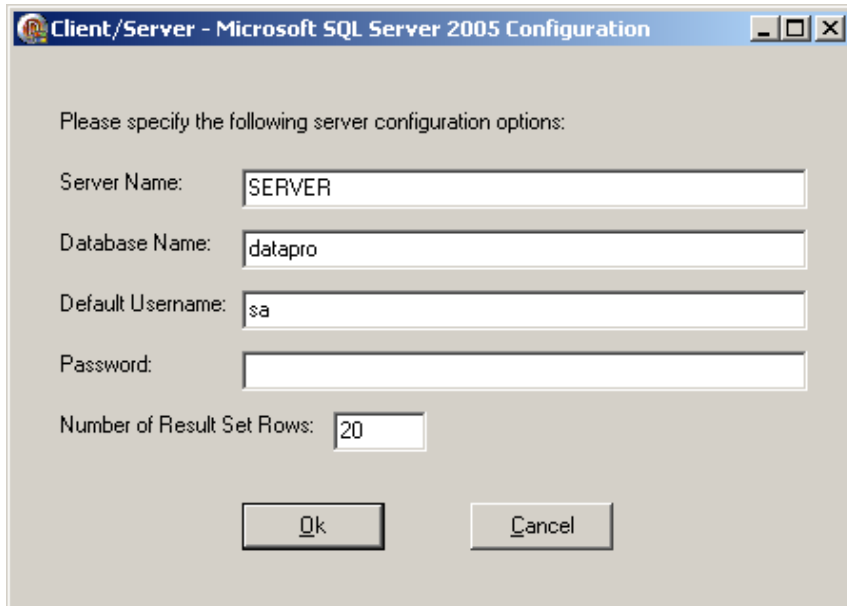 Client/Server - Microsoft SQL Server 2005 Configuration
Please specify the following server configuration options:
Server Name: SERVER
Database Name: datapro
Default Username: sa
Password:
Number of Result Set Rows: 20
Ok Cancel